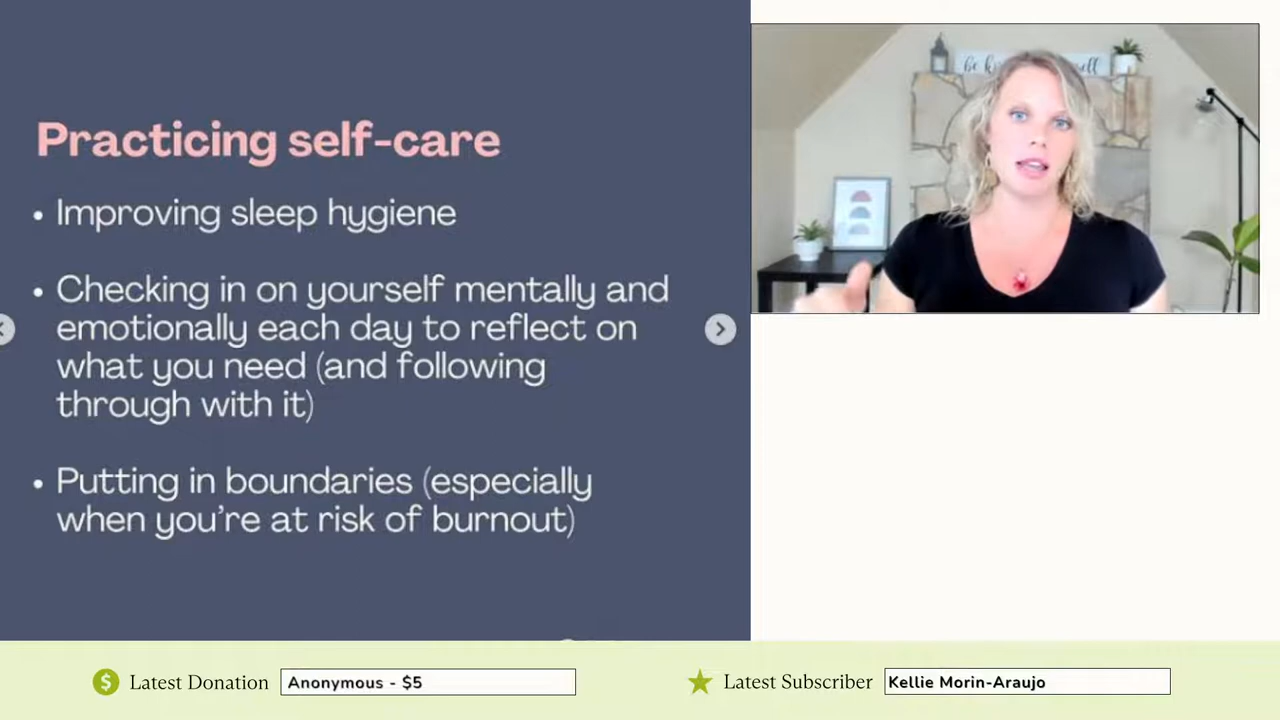 Practicing self-care
• Improving sleep hygiene
• Checking in on yourself mentally and
emotionally each day to reflect on
what you need (and following
through with it)
• Putting in boundaries (especially
when you're at risk of burnout)
be
Latest Donation
Anonymous - $5
Latest Subscriber
Kellie Morin-Araujo